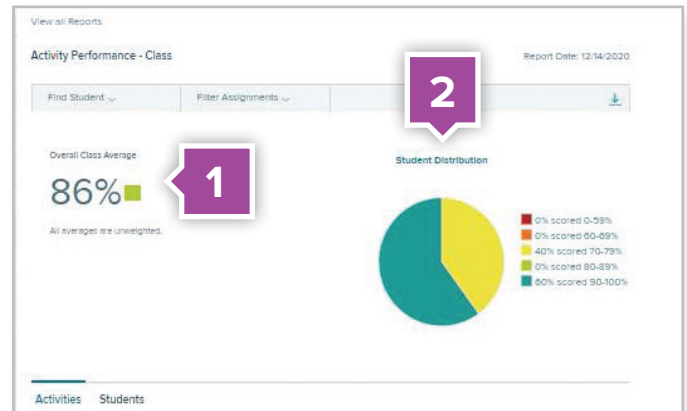 View all Reports
Activity Performance - Class
Report Date: 12/14/2020
Find Student
Filter Assignments
2
Overall Class Average
86%
1
All averages are unweighted.
Student Distribution
0% scored 0-59%
0% scored 60-69%
40% scored 70-79%
0% scored 80-89%
60% scored 90-100%
Activities Students